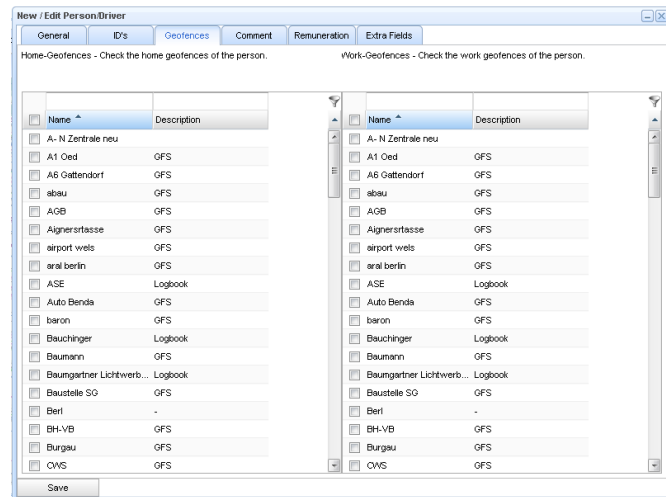 New / Edit Person/Driver
General ID's Geofences Comment Remuneration Extra Fields
Home-Geofences - Check the home geofences of the person.
Work-Geofences - Check the work geofences of the person.
Name Description
A- N Zentrale neu
A1 Oed GFS
A6 Gattendorf GFS
abau GFS
AGB GFS
Aignersrtasse GFS
airport wels GFS
aral berlin GFS
ASE Logbook
Auto Benda GFS
baron GFS
Bauchinger Logbook
Baumann GFS
Baumgartner Lichtwerb... Logbook
Baustelle SG GFS
Berl -
BH-VB GFS
Burgau GFS
CWS GFS
Name Description
A- N Zentrale neu
A1 Oed GFS
A6 Gattendorf GFS
abau GFS
AGB GFS
Aignersrtasse GFS
airport wels GFS
aral berlin GFS
ASE Logbook
Auto Benda GFS
baron GFS
Bauchinger Logbook
Baumann GFS
Baumgartner Lichtwerb... Logbook
Baustelle SG GFS
Berl -
BH-VB GFS
Burgau GFS
CWS GFS
Save